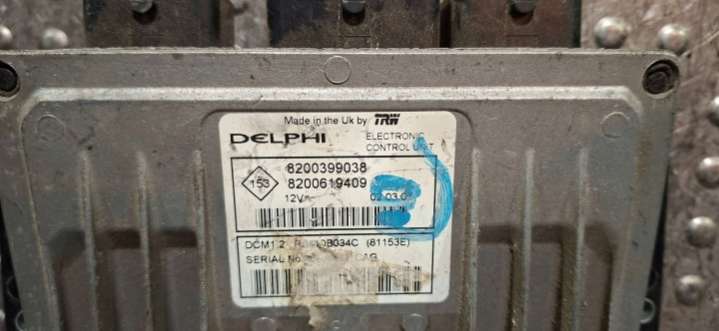 Made in the Uk by TRW
DELPHI ELECTRONIC
CONTROL UNIT
8200399038
153 8200619409
12V
DCM1.2 (81153E)
SERIAL No